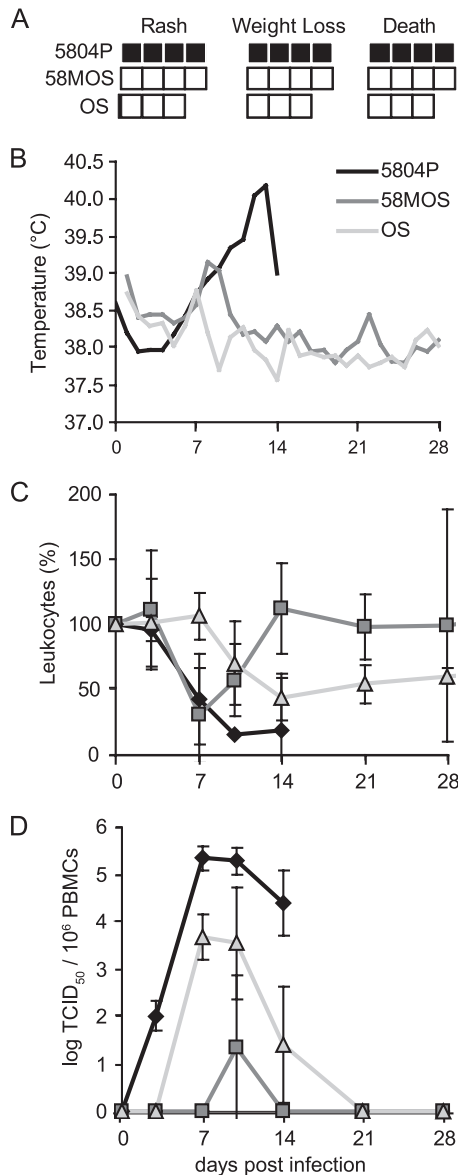 A
Rash Weight Loss Death
5804P
58MOS
OS
B
40.5
40.0
39.5
39.0
38.5
38.0
37.5
37.0
Temperature (°C)
5804P
58MOS
OS
0 7 14 21 28
C
200
150
100
50
0
Leukocytes (%)
0 7 14 21 28
D
6
5
4
3
2
1
0
log TCID₅₀ / 10⁶ PBMCs
0 7 14 21 28
days post infection